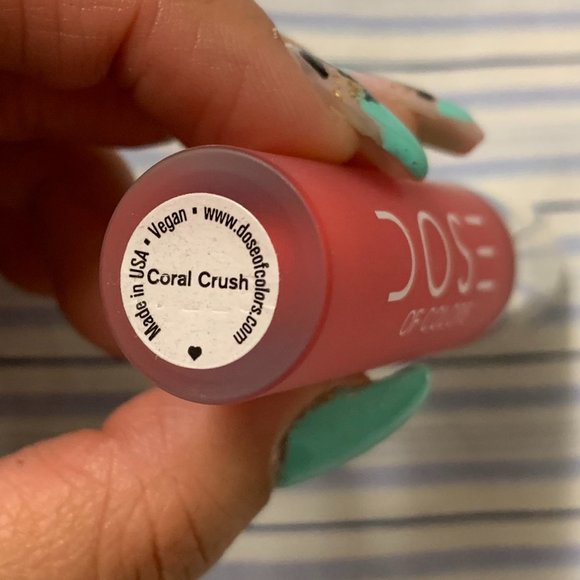 Made in USA ▪ Vegan ▪ www.doseofcolors.com
Coral Crush
♥
DOSE
OF COLORS